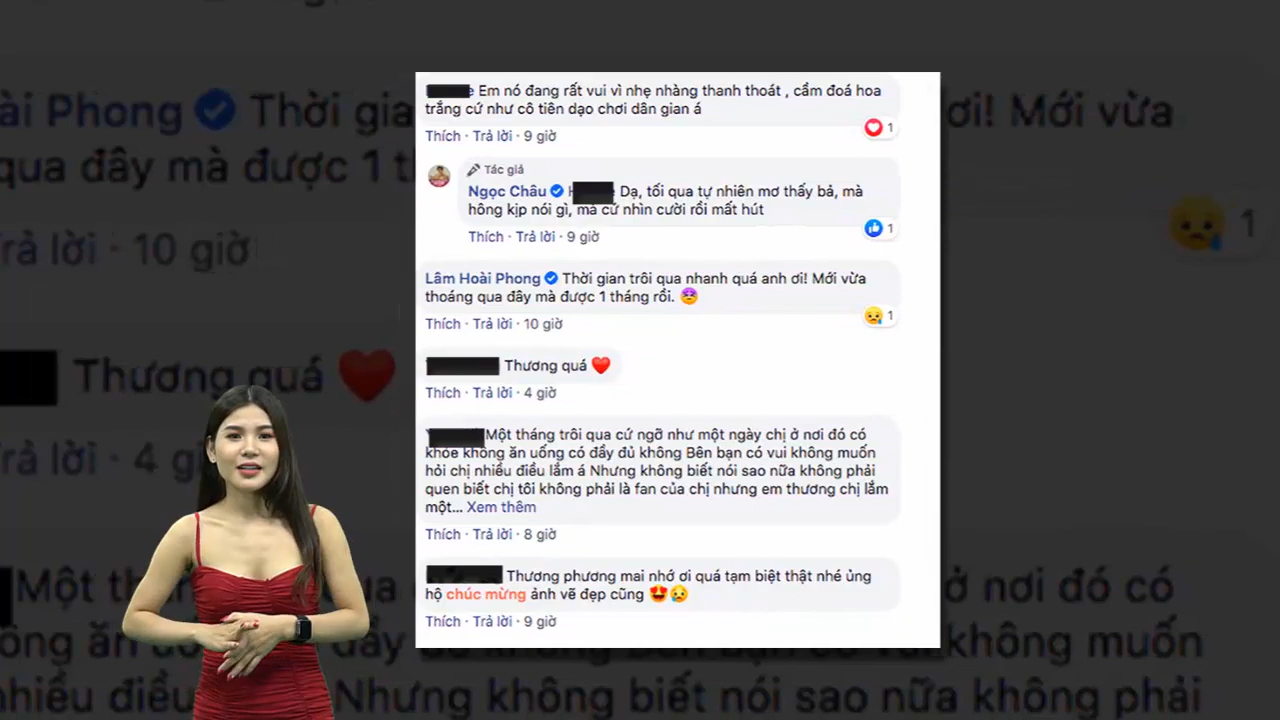 e Em nó đang rất vui vì nhẹ nhàng thanh thoát , cầm đoá hoa
trắng cứ như cô tiên dạo chơi dân gian á
Thích · Trả lời · 9 giờ
1
Tác giả
Ngọc Châu Dạ, tối qua tự nhiên mơ thấy bả, mà
hông kịp nói gì, mà cứ nhìn cười rồi mất hút
Thích · Trả lời · 9 giờ
1
Lâm Hoài Phong Thời gian trôi qua nhanh quá anh ơi! Mới vừa
thoáng qua đây mà được 1 tháng rồi.
Thích · Trả lời · 10 giờ
1
Thương quá
Thích · Trả lời · 4 giờ
Một tháng trôi qua cứ ngỡ như một ngày chị ở nơi đó có
khỏe không ăn uống có đầy đủ không Bên bạn có vui không muốn
hỏi chị nhiều điều lắm á Nhưng không biết nói sao nữa không phải
quen biết chị tôi không phải là fan của chị nhưng em thương chị lắm
một... Xem thêm
Thích · Trả lời · 8 giờ
Thương phương mai nhớ ơi quá tạm biệt thật nhé ủng
hộ chúc mừng ảnh vẽ đẹp cũng
Thích · Trả lời · 9 giờ
ài Phong Thời gia ơi! Mới vừa
qua đây mà được 1 t
rả lời · 10 giờ
1
Thương quá
rả lời · 4 g
Một th ở nơi đó có
ông ăn không muốn
nhiều điều Nhưng không biết nói sao nữa không phải